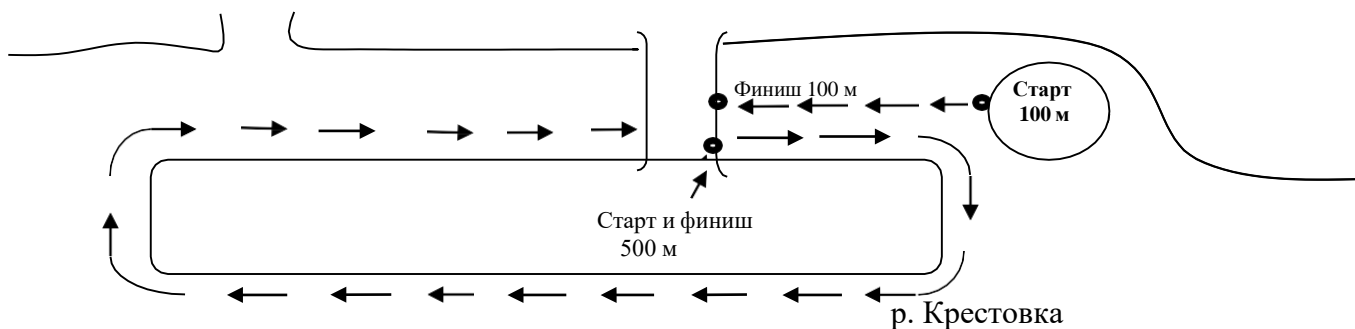 Финиш 100 м
Старт
100 м
Старт и финиш
500 м
р. Крестовка